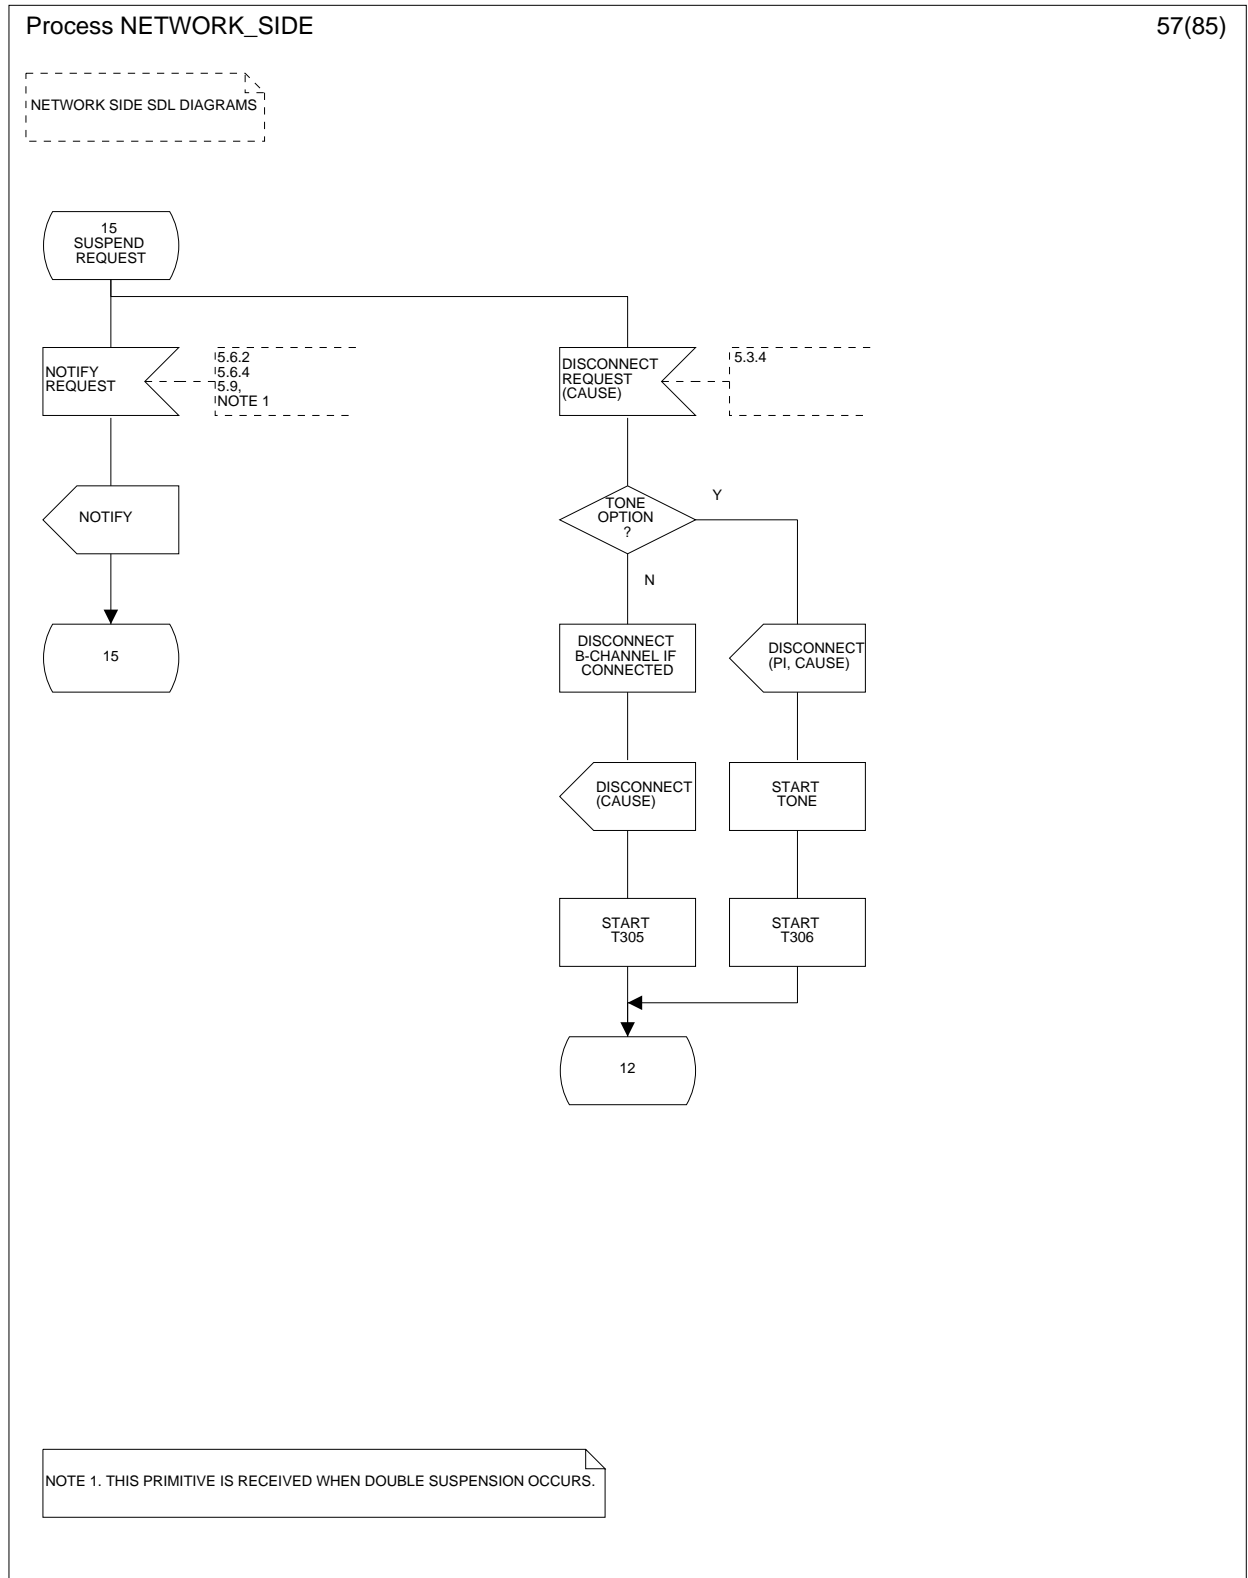 Process NETWORK_SIDE
57(85)
NETWORK SIDE SDL DIAGRAMS
15
SUSPEND
REQUEST
NOTIFY
REQUEST
5.6.2
5.6.4
5.9,
NOTE 1
DISCONNECT
REQUEST
(CAUSE)
5.3.4
NOTIFY
TONE
OPTION
?
Y
N
15
DISCONNECT
B-CHANNEL IF
CONNECTED
DISCONNECT
(PI, CAUSE)
DISCONNECT
(CAUSE)
START
TONE
START
T305
START
T306
12
NOTE 1. THIS PRIMITIVE IS RECEIVED WHEN DOUBLE SUSPENSION OCCURS.